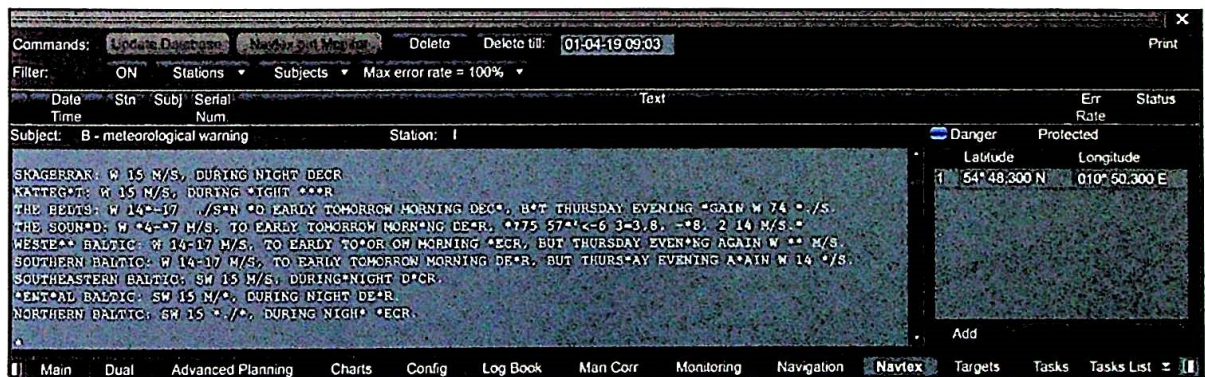 Commands: Update Database Navtex on Monitor Delete Delete till: 01-04-19 09:03 Print
Filter: ON Stations Subjects Max error rate = 100%
Date Time Stn Subj Serial Num. Text Err Rate Status
Subject: B - meteorological warning Station: I Danger Protected
Latitude Longitude
1 54° 48.300 N 010° 50.300 E
SKAGERRAK: W 15 M/S, DURING NIGHT DECR
KATTEG*T: W 15 M/S, DURING *IGHT ***R
THE BELTS: W 14*-17 ./S*N *O EARLY TOMORROW MORNING DEC*, B*T THURSDAY EVENING *GAIN W 74 *./S.
THE SOUN*D: W *4-*7 M/S, TO EARLY TOMORROW MORN*NG DE*R, *?75 57*'<-6 3=3,8, -*8, 2 14 M/S.*
WESTE** BALTIC: W 14-17 M/S, TO EARLY TO*OR OW MORNING *ECR, BUT THURSDAY EVEN*NG AGAIN W ** M/S.
SOUTHERN BALTIC: W 14-17 M/S, TO EARLY TOMORROW MORNING DE*R, BUT THURS*AY EVENING A*AIN W 14 */S.
SOUTHEASTERN BALTIC: SW 15 M/S, DURING*NIGHT D*CR.
*ENT*AL BALTIC: SW 15 M/*, DURING NIGHT DE*R.
NORTHERN BALTIC: SW 15 *./*, DURING NIGH* *ECR.
*
Add
Main Dual Advanced Planning Charts Config Log Book Man Corr Monitoring Navigation Navtex Targets Tasks Tasks List